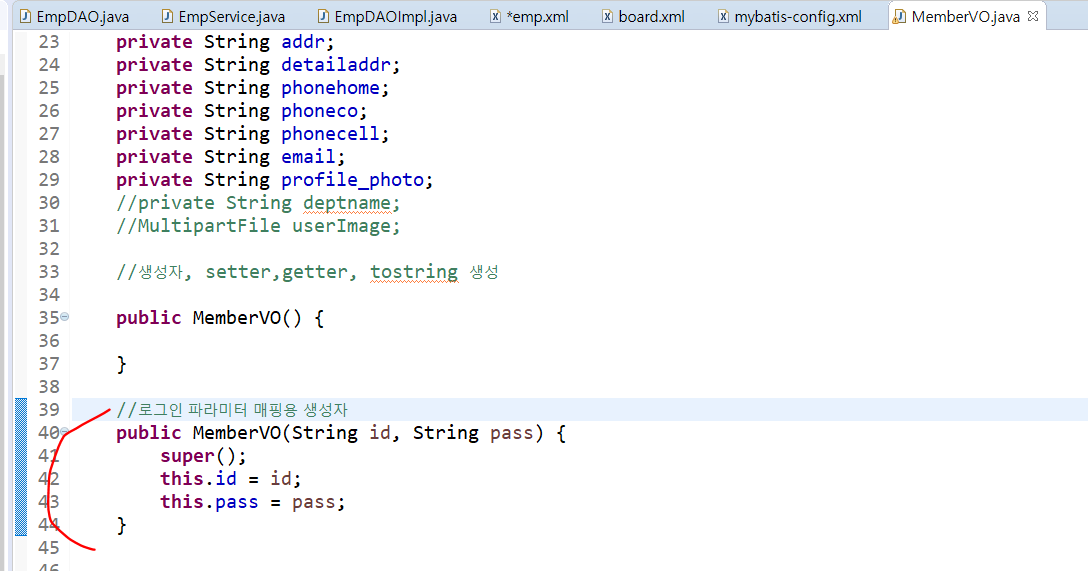 EmpDAO.java EmpService.java EmpDAOImpl.java *emp.xml board.xml mybatis-config.xml MemberVO.java
23 private String addr;
24 private String detailaddr;
25 private String phonehome;
26 private String phoneco;
27 private String phonecell;
28 private String email;
29 private String profile_photo;
30 //private String deptname;
31 //MultipartFile userImage;
32
33 //생성자, setter,getter, tostring 생성
34
35 public MemberVO() {
36
37 }
38
39 //로그인 파라미터 매핑용 생성자
40 public MemberVO(String id, String pass) {
41 super();
42 this.id = id;
43 this.pass = pass;
44 }
45
46